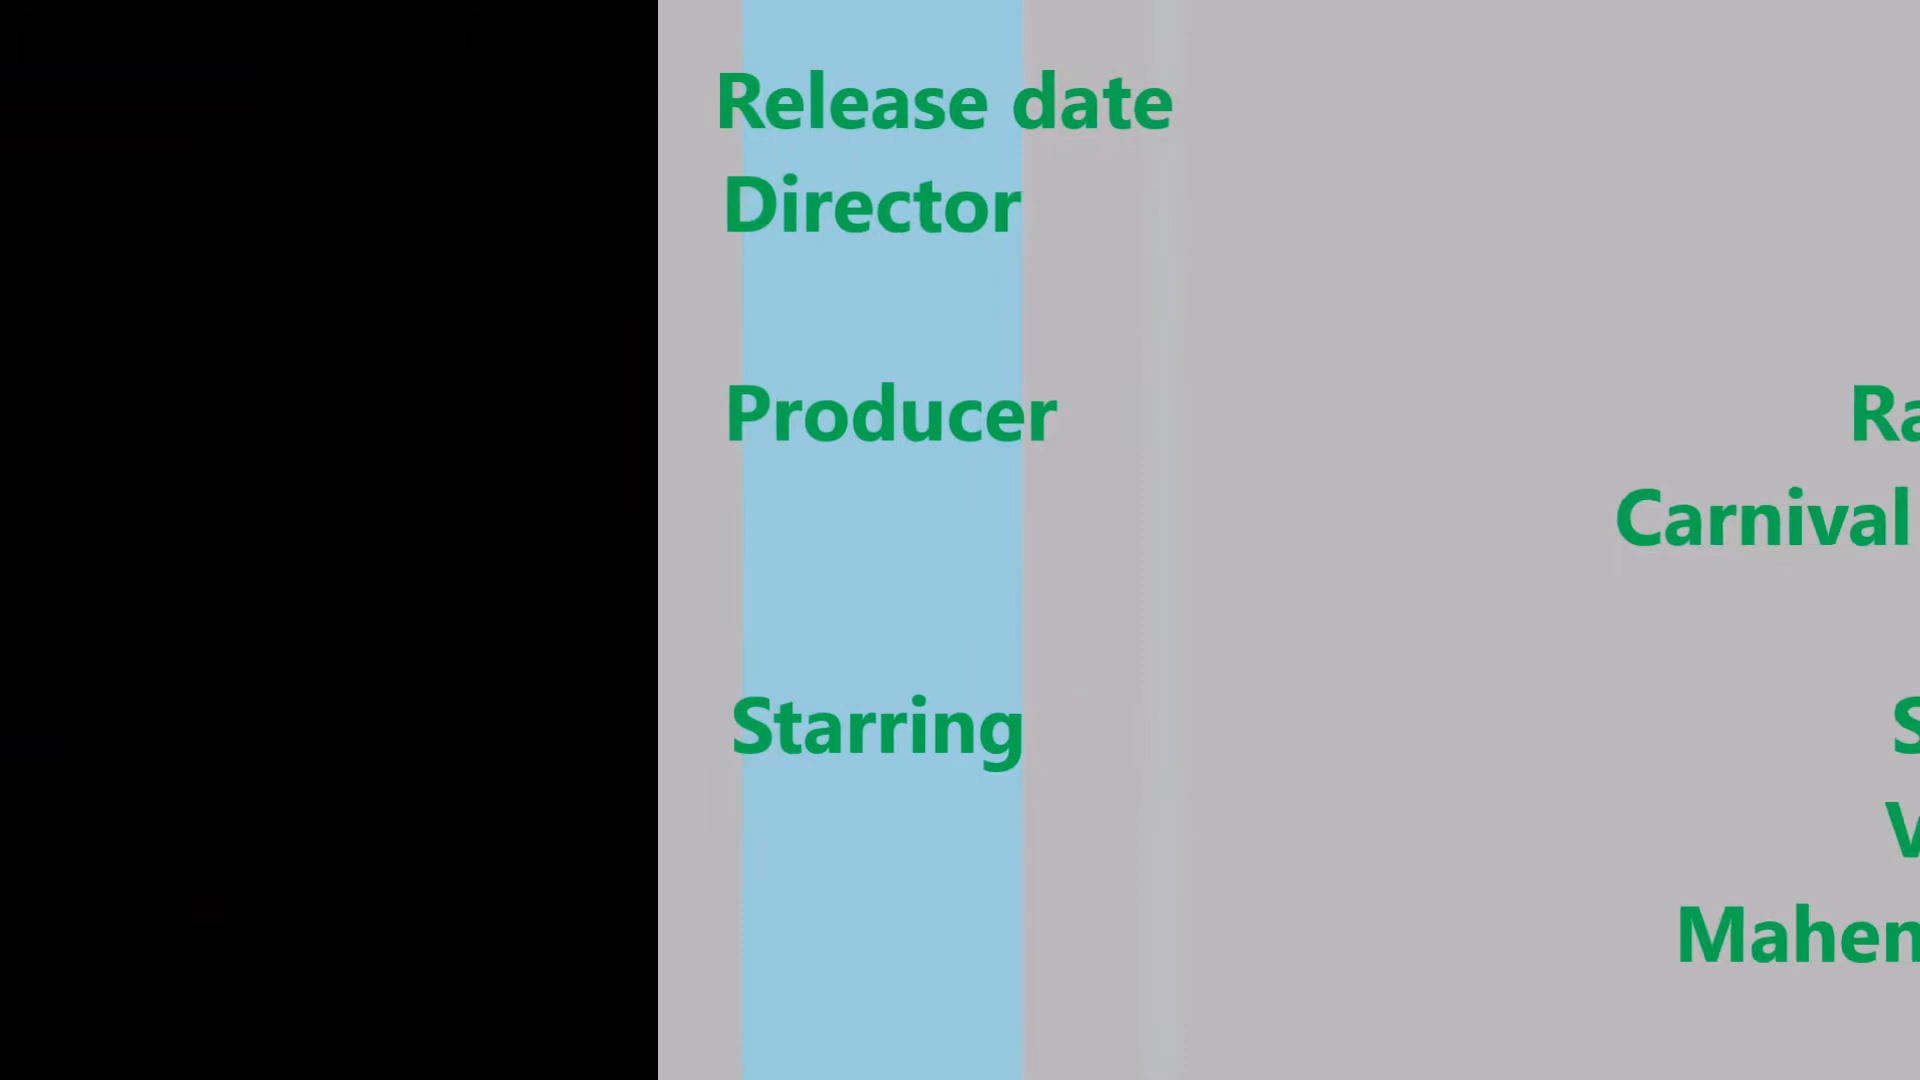 Release date
Director
Producer
Carnival
Starring